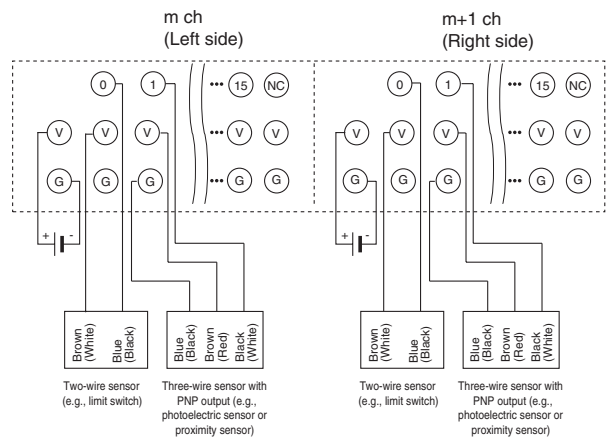 m ch
(Left side)
m+1 ch
(Right side)
0 1 ••• 15 NC
0 1 ••• 15 NC
V V V ••• V V
V V V ••• V V
G G G ••• G G
G G G ••• G G
+ -
+ -
Brown
(White)
Blue
(Black)
Blue
(Black)
Brown
(Red)
Black
(White)
Brown
(White)
Blue
(Black)
Blue
(Black)
Brown
(Red)
Black
(White)
Two-wire sensor
(e.g., limit switch)
Three-wire sensor with
PNP output (e.g.,
photoelectric sensor or
proximity sensor)
Two-wire sensor
(e.g., limit switch)
Three-wire sensor with
PNP output (e.g.,
photoelectric sensor or
proximity sensor)